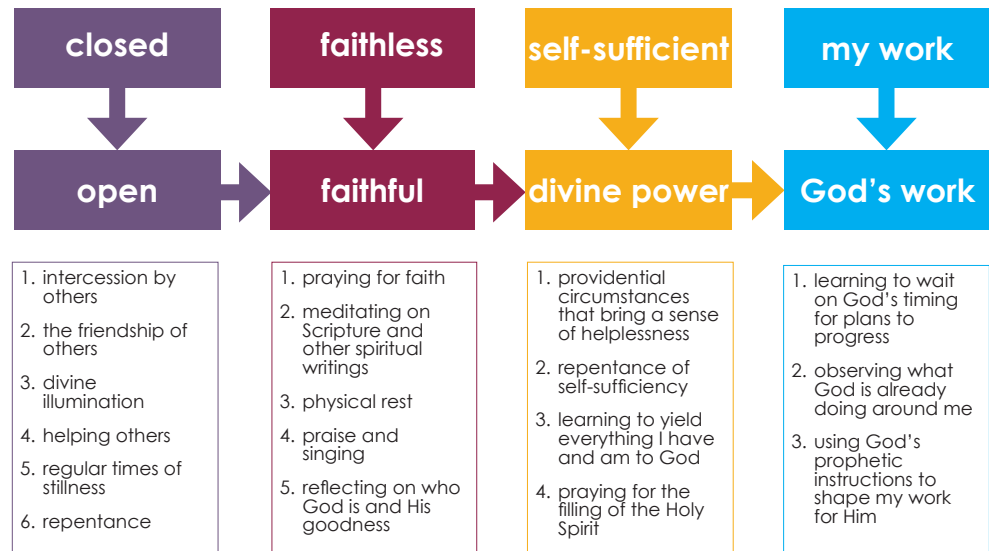 closed
faithless
self-sufficient
my work
open
faithful
divine power
God's work
1. intercession by
others
2. the friendship of
others
3. divine
illumination
4. helping others
5. regular times of
stillness
6. repentance
1. praying for faith
2. meditating on
Scripture and
other spiritual
writings
3. physical rest
4. praise and
singing
5. reflecting on who
God is and His
goodness
1. providential
circumstances
that bring a sense
of helplessness
2. repentance of
self-sufficiency
3. learning to yield
everything I have
and am to God
4. praying for the
filling of the Holy
Spirit
1. learning to wait
on God's timing
for plans to
progress
2. observing what
God is already
doing around me
3. using God's
prophetic
instructions to
shape my work
for Him